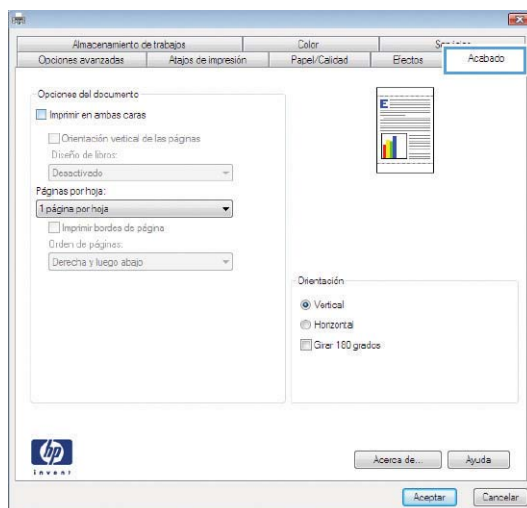 Almacenamiento de trabajos Color
Opciones avanzadas Atajos de impresión Papel/Calidad Efectos Acabado
Opciones del documento
Imprimir en ambas caras
Orientación vertical de las páginas
Diseño de libros:
Desactivado
Páginas por hoja:
1 página por hoja
Imprimir bordes de página
Orden de páginas:
Derecha y luego abajo
E
Orientación
Vertical
Horizontal
Girar 180 grados
hp
invent
Acerca de... Ayuda
Aceptar Cancelar